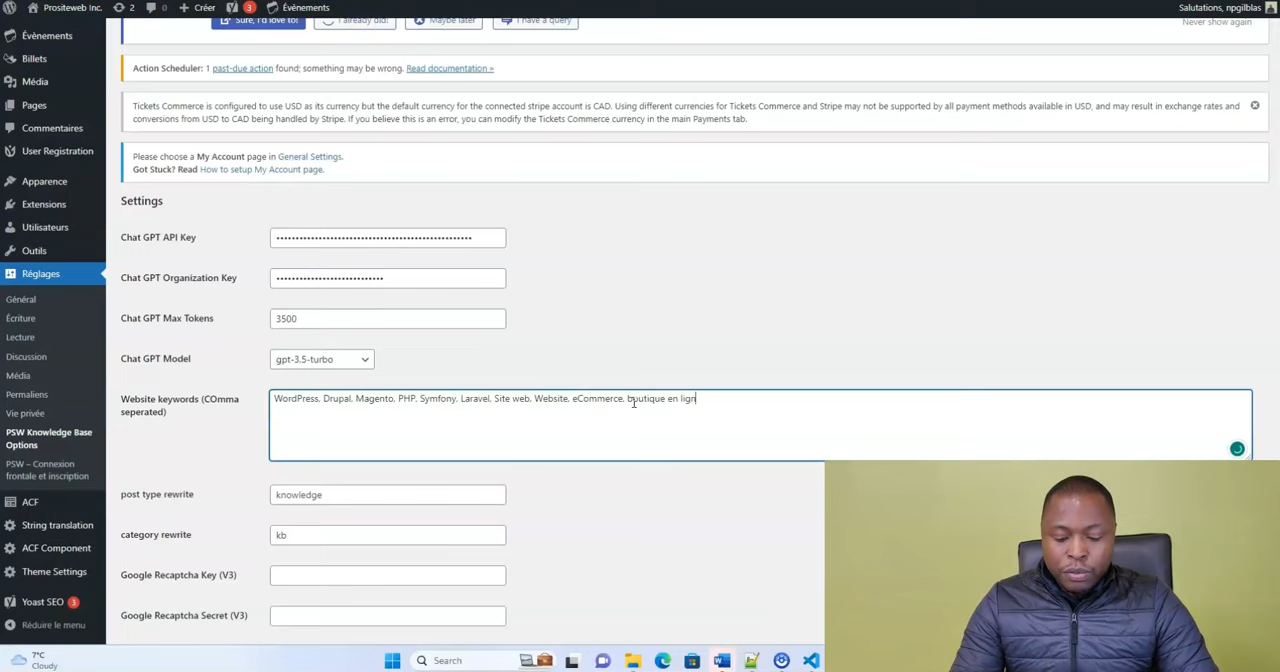 Prositeweb Inc. 2 0 Créer 3 Évènements Salutations, npgilblas
Sure, I'd love to! I already did! Maybe later I have a query Never show again
Évènements
Billets
Média
Pages
Commentaires
User Registration
Apparence
Extensions
Utilisateurs
Outils
Réglages
Général
Écriture
Lecture
Discussion
Média
Permaliens
Vie privée
PSW Knowledge Base
Options
PSW – Connexion
frontale et inscription
ACF
String translation
ACF Component
Theme Settings
Yoast SEO 3
Réduire le menu
Action Scheduler: 1 past-due action found; something may be wrong. Read documentation »
Tickets Commerce is configured to use USD as its currency but the default currency for the connected stripe account is CAD. Using different currencies for Tickets Commerce and Stripe may not be supported by all payment methods available in USD, and may result in exchange rates and
conversions from USD to CAD being handled by Stripe. If you believe this is an error, you can modify the Tickets Commerce currency in the main Payments tab.
Please choose a My Account page in General Settings.
Got Stuck? Read How to setup My Account page.
Settings
Chat GPT API Key
Chat GPT Organization Key
Chat GPT Max Tokens 3500
Chat GPT Model gpt-3.5-turbo
Website keywords (COmma
seperated)
WordPress, Drupal, Magento, PHP, Symfony, Laravel, Site web, Website, eCommerce, boutique en lign
post type rewrite knowledge
category rewrite kb
Google Recaptcha Key (V3)
Google Recaptcha Secret (V3)
7°C
Cloudy
Search